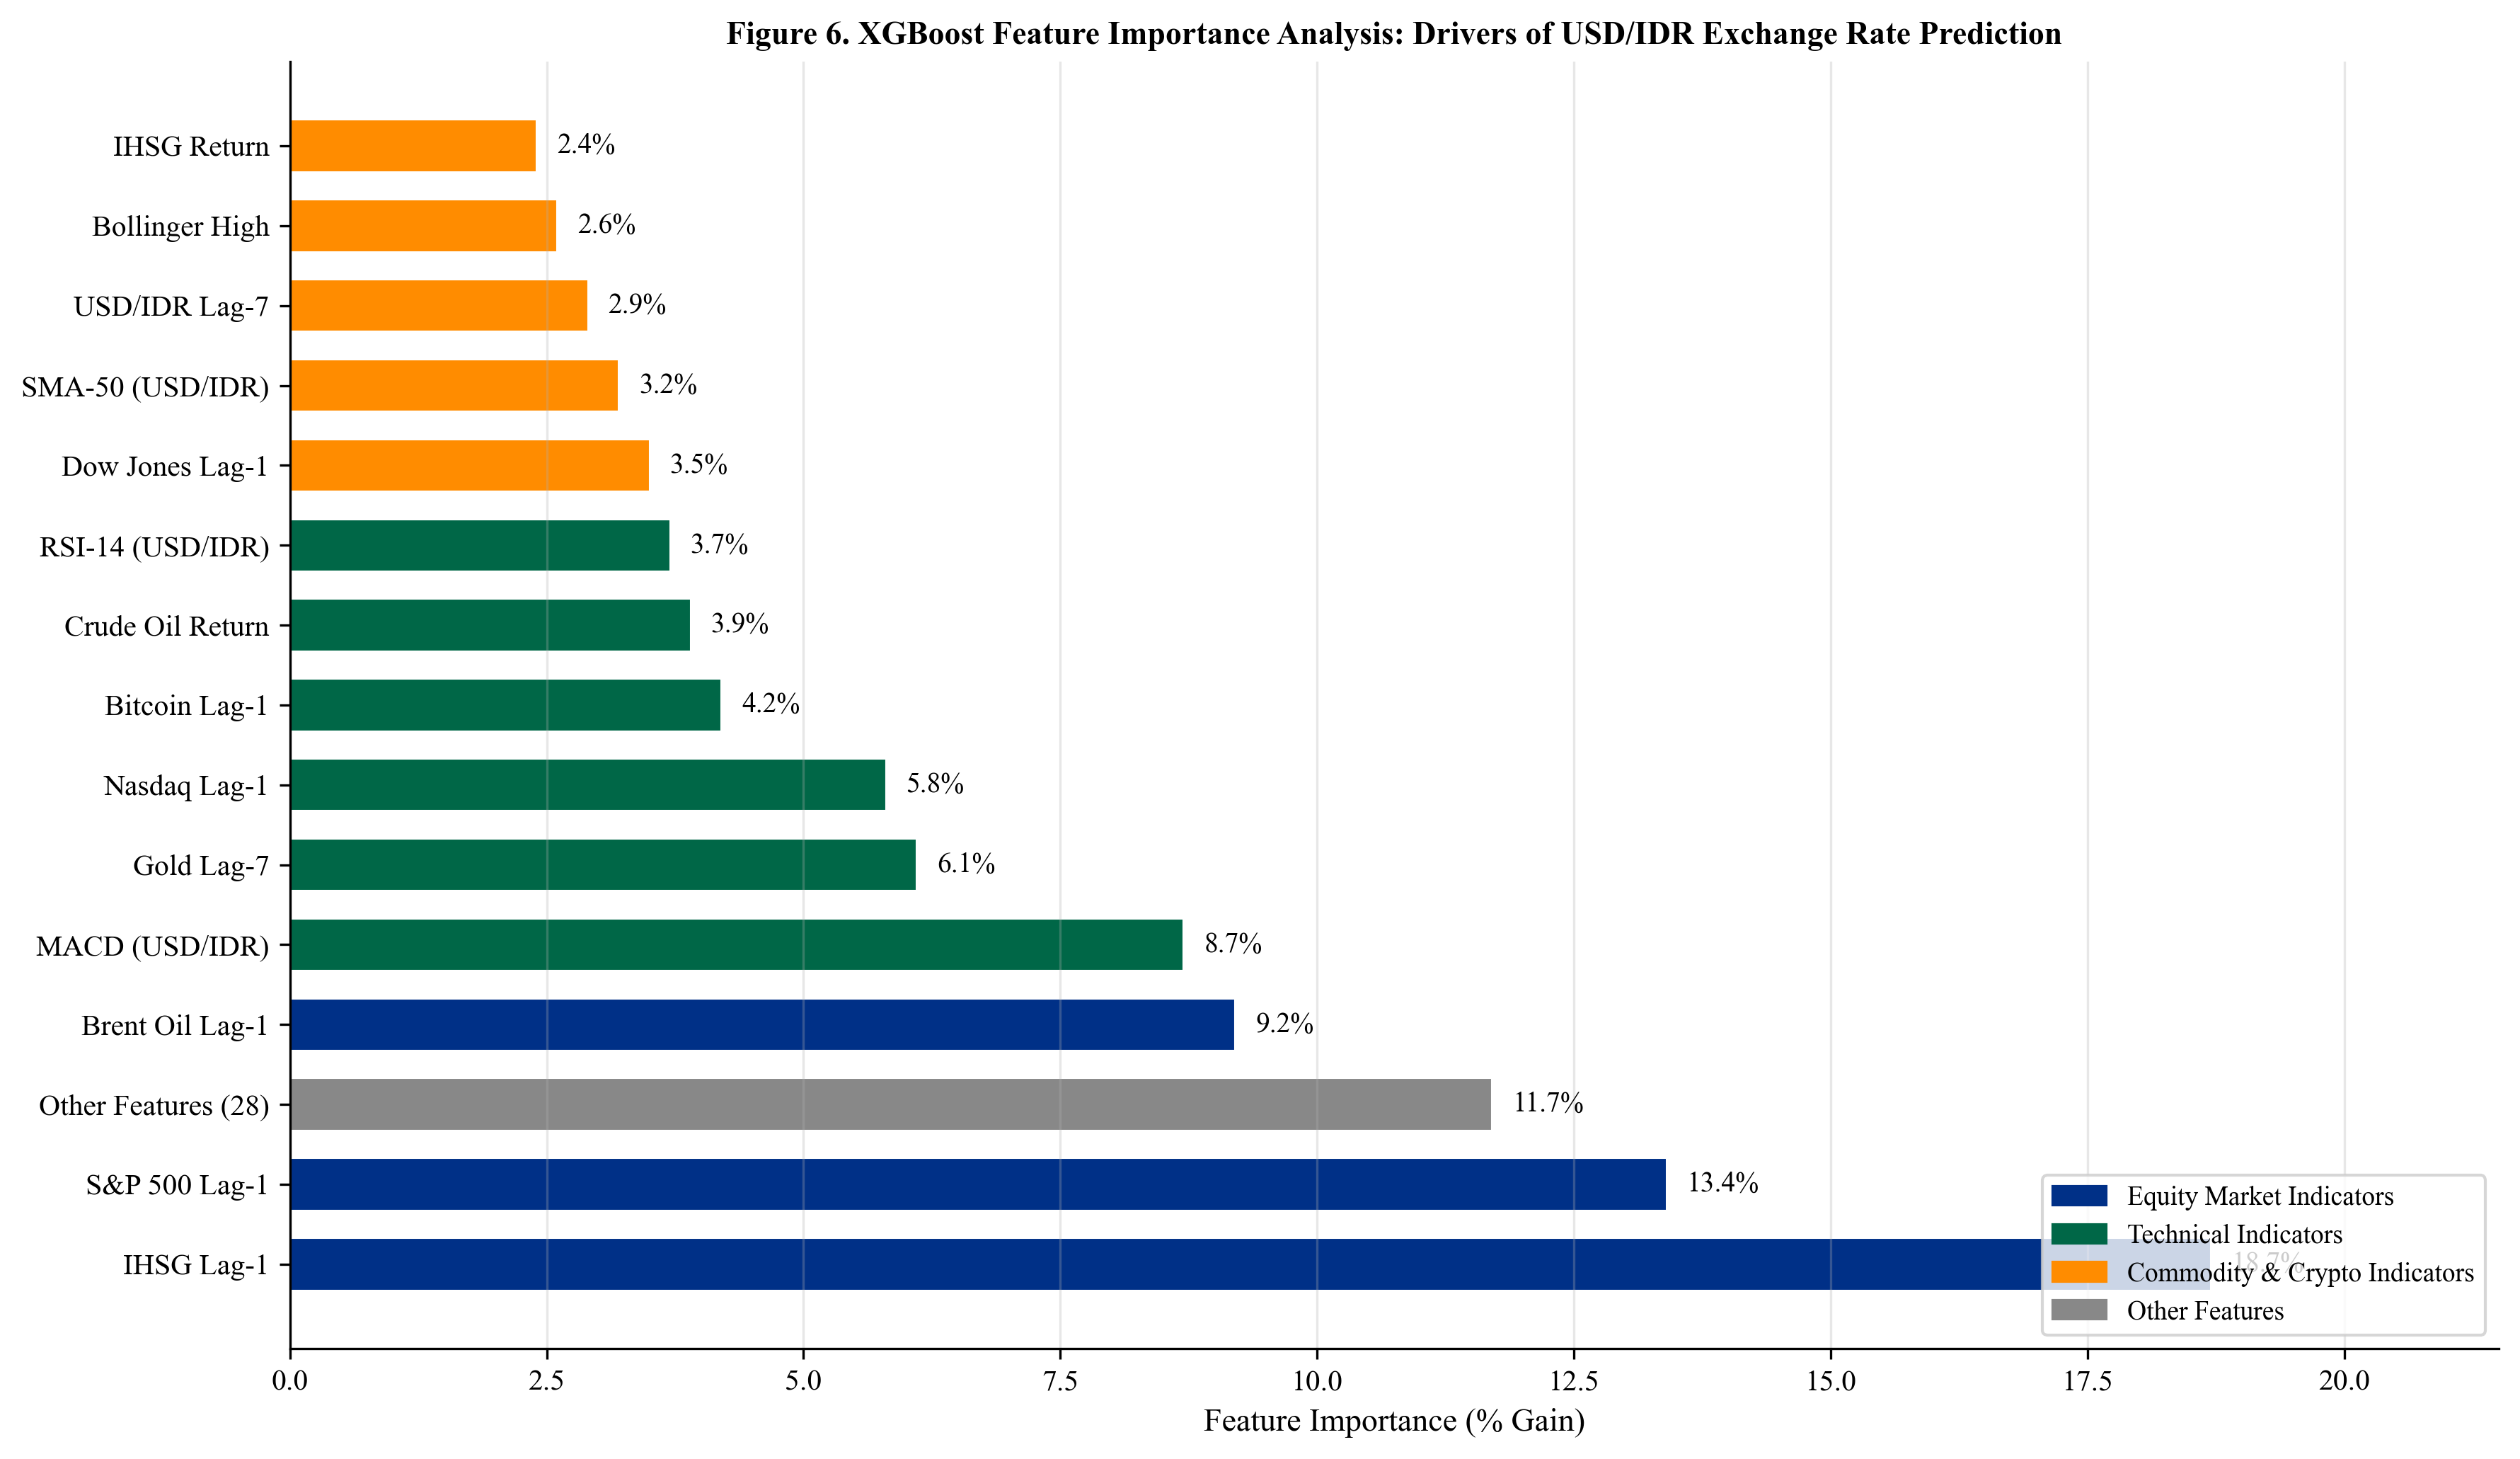 Figure 6. XGBoost Feature Importance Analysis: Drivers of USD/IDR Exchange Rate Prediction
IHSG Return
2.4%
Bollinger High
2.6%
USD/IDR Lag-7
2.9%
SMA-50 (USD/IDR)
3.2%
Dow Jones Lag-1
3.5%
RSI-14 (USD/IDR)
3.7%
Crude Oil Return
3.9%
Bitcoin Lag-1
4.2%
Nasdaq Lag-1
5.8%
Gold Lag-7
6.1%
MACD (USD/IDR)
8.7%
Brent Oil Lag-1
9.2%
Other Features (28)
11.7%
S&P 500 Lag-1
13.4%
IHSG Lag-1
18.7%
Equity Market Indicators
Technical Indicators
Commodity & Crypto Indicators
Other Features
0.0 2.5 5.0 7.5 10.0 12.5 15.0 17.5 20.0
Feature Importance (% Gain)